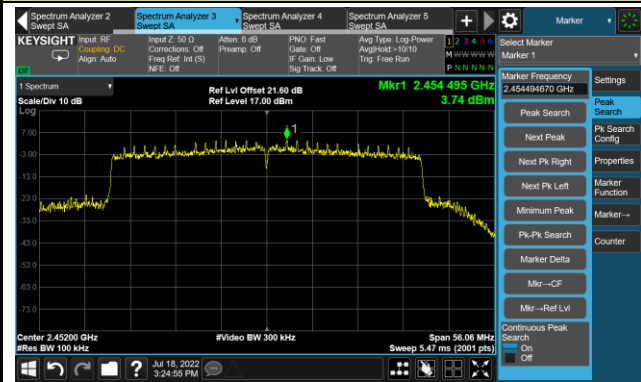 Spectrum Analyzer 2
Swept SA
Spectrum Analyzer 3
Swept SA
Spectrum Analyzer 4
Swept SA
Spectrum Analyzer 5
Swept SA
+
Marker
KEYSIGHT
Input: RF
Coupling: DC
Align: Auto
Input Z: 50 Ω
Corrections: Off
Freq Ref: Int (S)
NFE: Off
Atten: 6 dB
Preamp: Off
PNO: Fast
Gate: Off
IF Gain: Low
Sig Track: Off
Avg Type: Log-Power
Avg|Hold:>10/10
Trig: Free Run
1 2 3 4 5 6
M W W W W W
P N N N N N
Select Marker
Marker 1
1 Spectrum
Scale/Div 10 dB
Log
Ref Lvl Offset 21.60 dB
Ref Level 17.00 dBm
Mkr1 2.454 495 GHz
3.74 dBm
1
7.00
-3.00
-13.0
-23.0
-33.0
-43.0
-53.0
-63.0
-73.0
Center 2.45200 GHz
#Res BW 100 kHz
#Video BW 300 kHz
Span 56.06 MHz
Sweep 5.47 ms (2001 pts)
Marker Frequency
2.454494670 GHz
Peak Search
Next Peak
Next Pk Right
Next Pk Left
Minimum Peak
Pk-Pk Search
Marker Delta
Mkr→CF
Mkr→Ref Lvl
Continuous Peak
Search
On
Off
Settings
Peak
Search
Pk Search
Config
Properties
Marker
Function
Marker→
Counter
?
Jul 18, 2022
3:24:55 PM